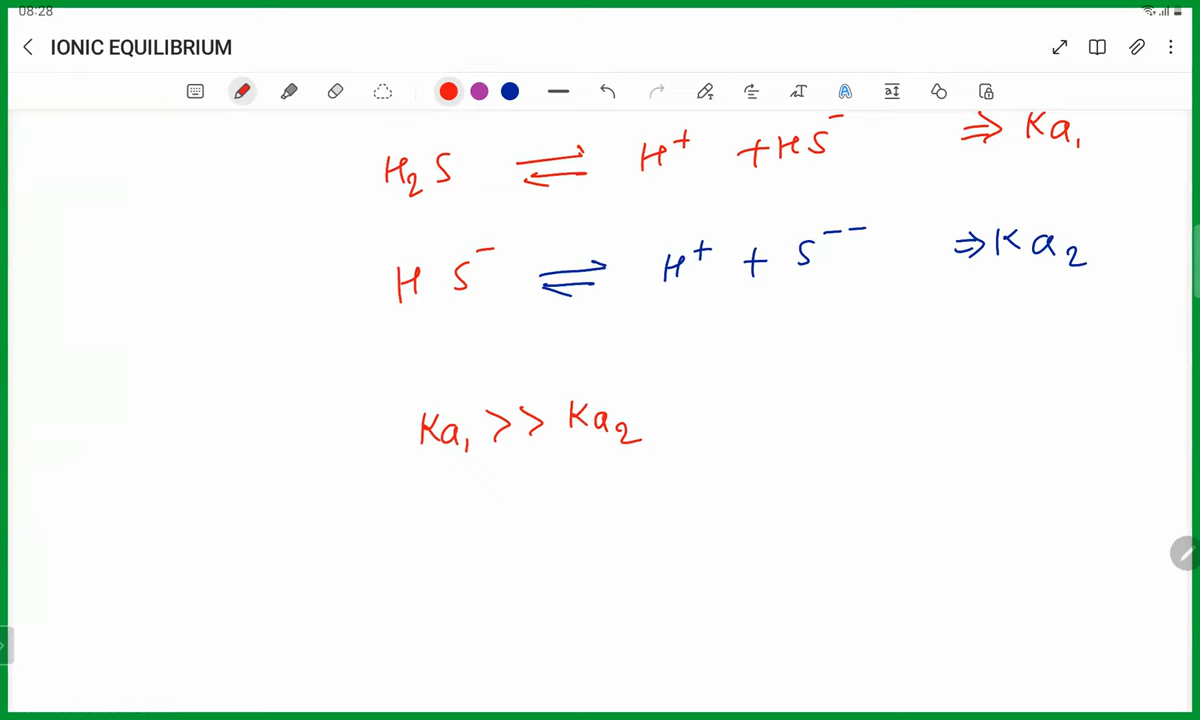 08:28
IONIC EQUILIBRIUM
H₂S ⇌ H⁺ + HS⁻ ⇒ Ka₁
HS⁻ ⇌ H⁺ + S⁻⁻ ⇒ Ka₂
Ka₁ >> Ka₂